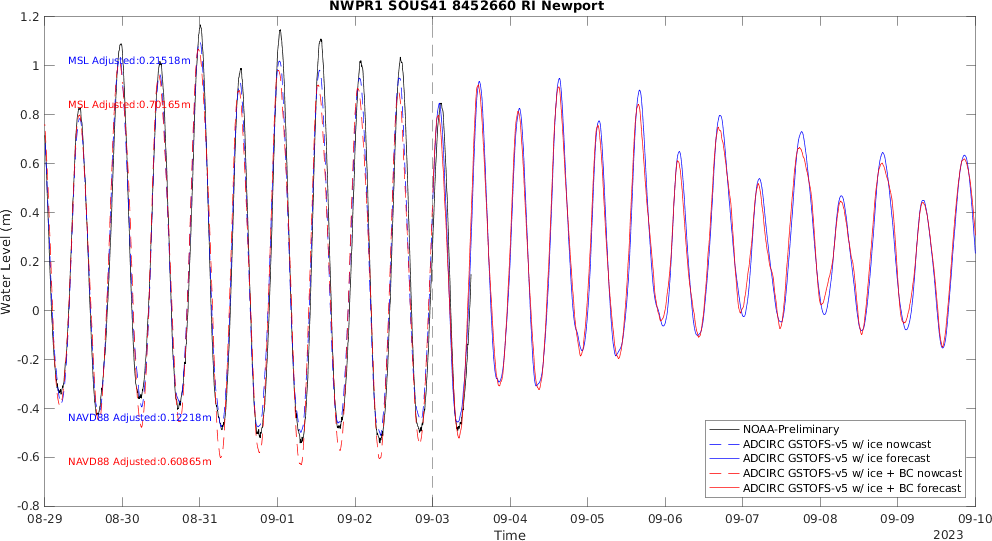 NWPR1 SOUS41 8452660 RI Newport
1.2
1
0.8
0.6
0.4
0.2
0
-0.2
-0.4
-0.6
-0.8
Water Level (m)
MSL Adjusted:0.21518m
MSL Adjusted:0.70165m
NAVD88 Adjusted:0.12218m
NAVD88 Adjusted:0.60865m
NOAA-Preliminary
ADCIRC GSTOFS-v5 w/ ice nowcast
ADCIRC GSTOFS-v5 w/ ice forecast
ADCIRC GSTOFS-v5 w/ ice + BC nowcast
ADCIRC GSTOFS-v5 w/ ice + BC forecast
08-29 08-30 08-31 09-01 09-02 09-03 09-04 09-05 09-06 09-07 09-08 09-09 09-10
Time
2023